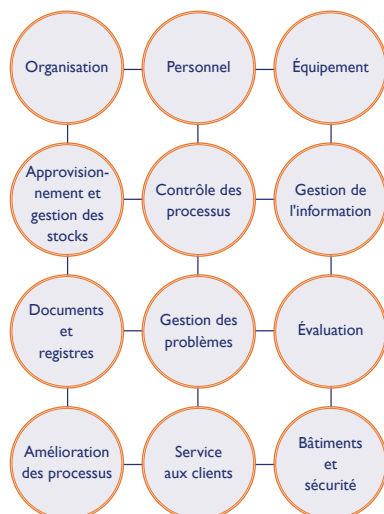 Organisation
Personnel
Équipement
Approvision-
nement et
gestion des
stocks
Contrôle des
processus
Gestion de
l'information
Documents
et
registres
Gestion des
problèmes
Évaluation
Amélioration
des processus
Service
aux clients
Bâtiments
et
sécurité